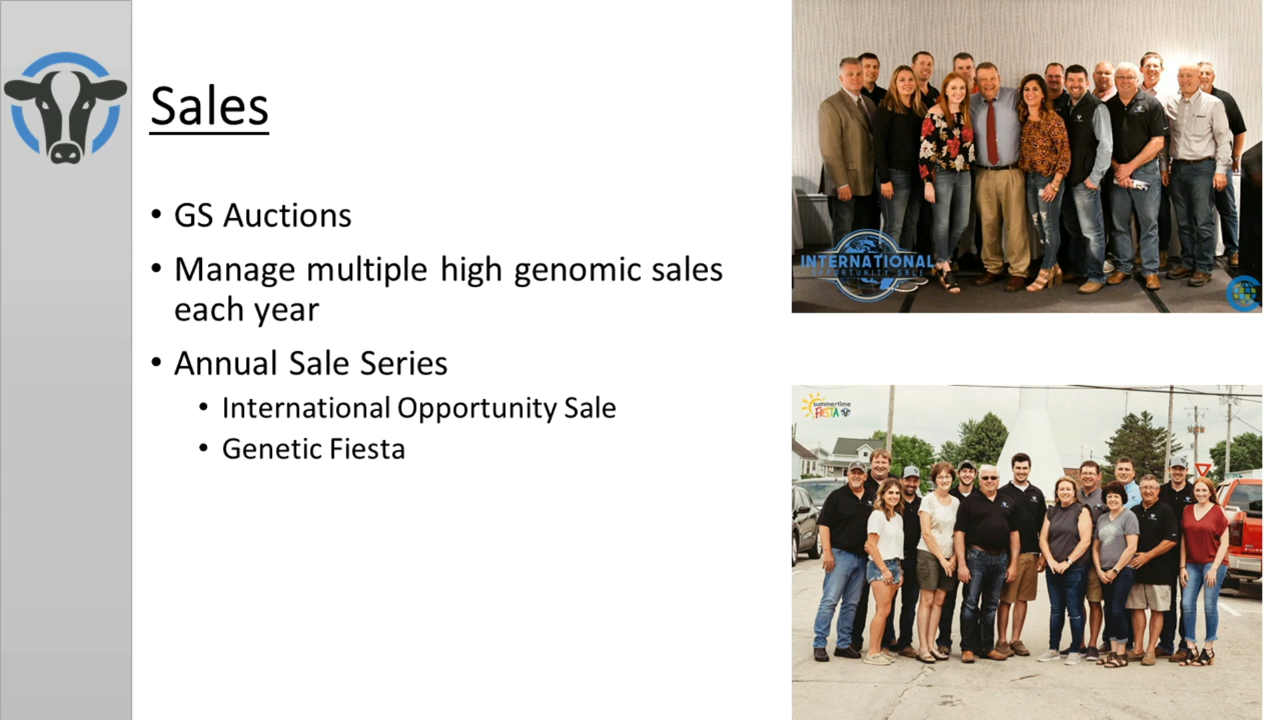 Sales
• GS Auctions
• Manage multiple high genomic sales
each year
• Annual Sale Series
• International Opportunity Sale
• Genetic Fiesta
INTERNATIONAL
OPPORTUNITY SALE
summertime
FIESTA